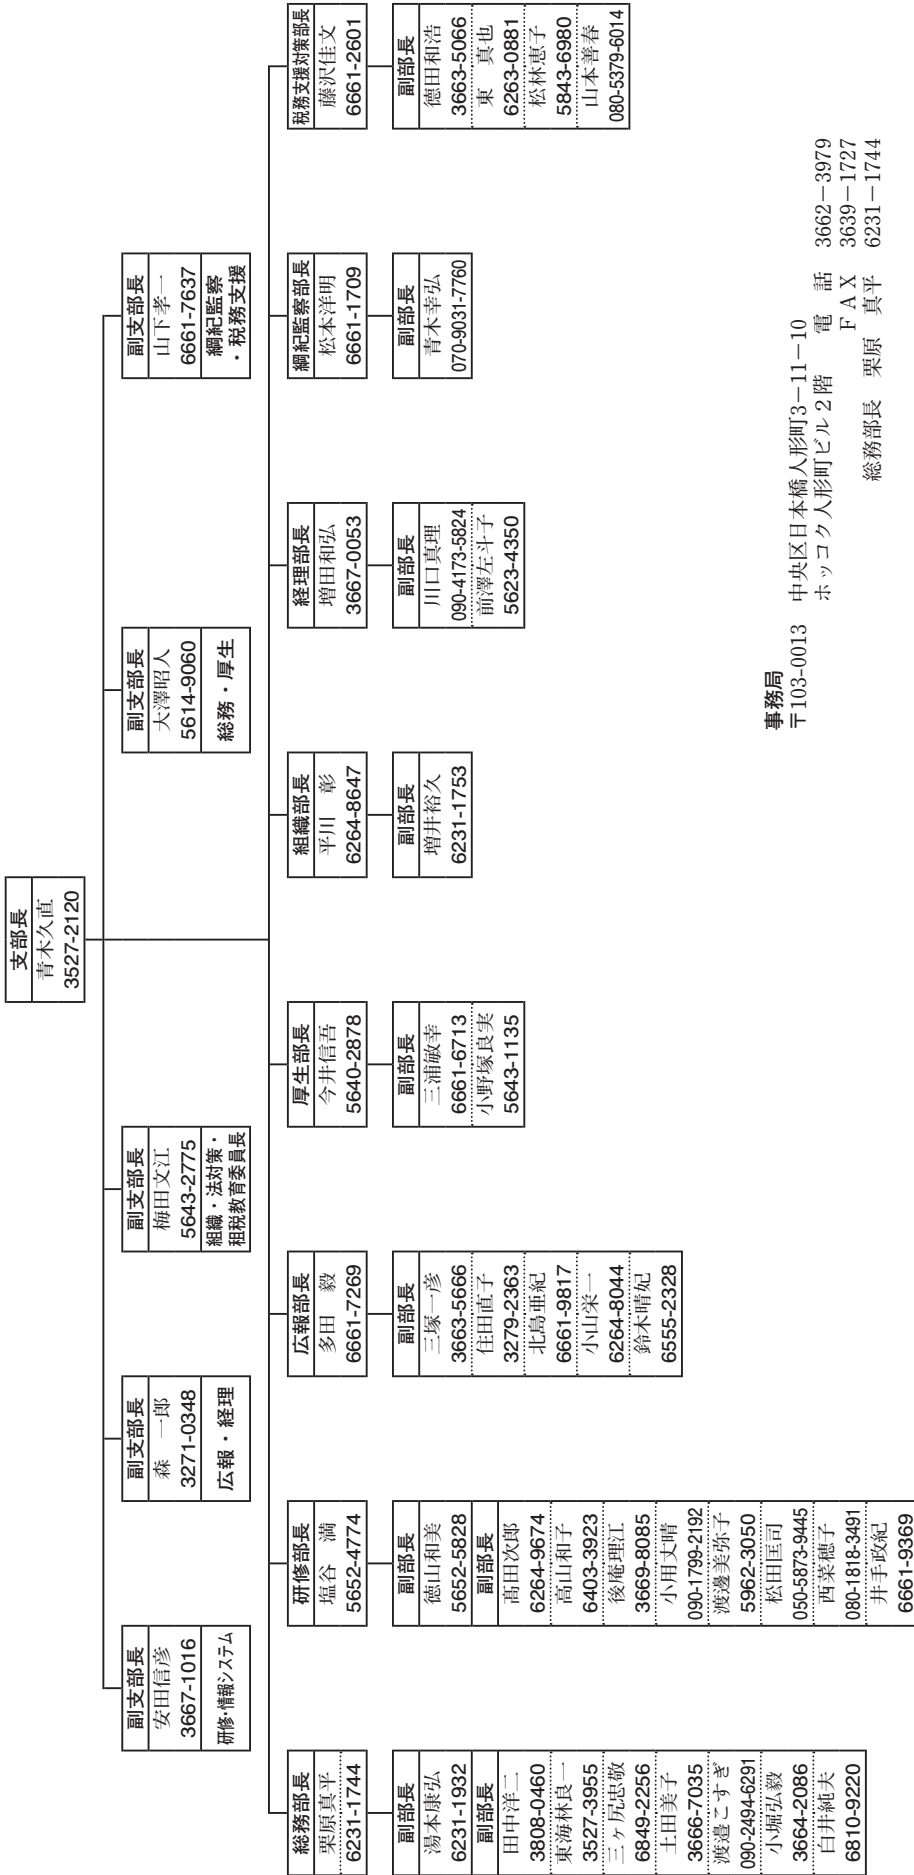 支部長
青木久直
3527-2120
副支部長
安田信彦
3667-1016
研修・情報システム
副支部長
森　一郎
3271-0348
広報・経理
副支部長
梅田文江
5643-2775
組織・法対策・
租税教育委員長
副支部長
大澤昭人
5614-9060
総務・厚生
副支部長
山下孝一
6661-7637
綱紀監察
・税務支援
総務部長
栗原真平
6231-1744
副部長
湯本康弘
6231-1932
副部長
田中洋二
3808-0460
東海林良一
3527-3955
三ヶ尻忠敬
6849-2256
土田美子
3666-7035
渡邉こすぎ
090-2494-6291
小堀弘毅
3664-2086
白井純夫
6810-9220
研修部長
塩谷　満
5652-4774
副部長
徳山和美
5652-5828
副部長
髙田次郎
6264-9674
高山和子
6403-3923
後庵理江
3669-8085
小用丈晴
090-1799-2192
渡邉美弥子
5962-3050
松田匡司
050-5873-9445
西菜穂子
080-1818-3491
井手政紀
6661-9369
広報部長
多田　毅
6661-7269
副部長
三塚一彦
3663-5666
住田直子
3279-2363
北島亜紀
6661-9817
小山栄一
6264-8044
鈴木晴妃
6555-2328
厚生部長
今井信吾
5640-2878
副部長
三浦敏幸
6661-6713
小野塚良実
5643-1135
組織部長
平川　彰
6264-8647
副部長
増井裕久
6231-1753
経理部長
増田和弘
3667-0053
副部長
川口真理
090-4173-5824
前澤左斗子
5623-4350
綱紀監察部長
松本洋明
6661-1709
副部長
青木幸弘
070-9031-7760
税務支援対策部長
藤沢佳文
6661-2601
副部長
德田和浩
3663-5066
東　真也
6263-0881
松林恵子
5843-6980
山本善春
080-5379-6014
事務局
〒103-0013　中央区日本橋人形町3−11−10
ホッコク人形町ビル２階　電　話　3662−3979
ＦＡＸ　3639−1727
総務部長　栗原　真平　6231−1744